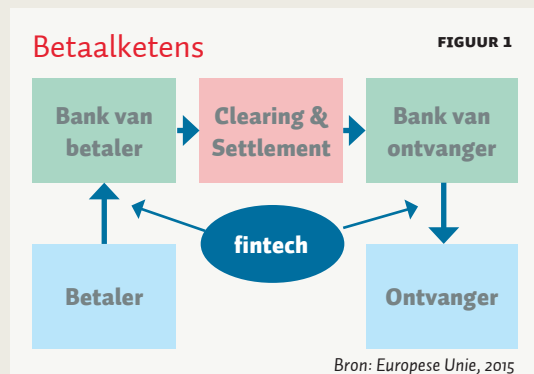 Betaalketens
FIGUUR 1
Bank van
betaler
Clearing &
Settlement
Bank van
ontvanger
fintech
Betaler
Ontvanger
Bron: Europese Unie, 2015